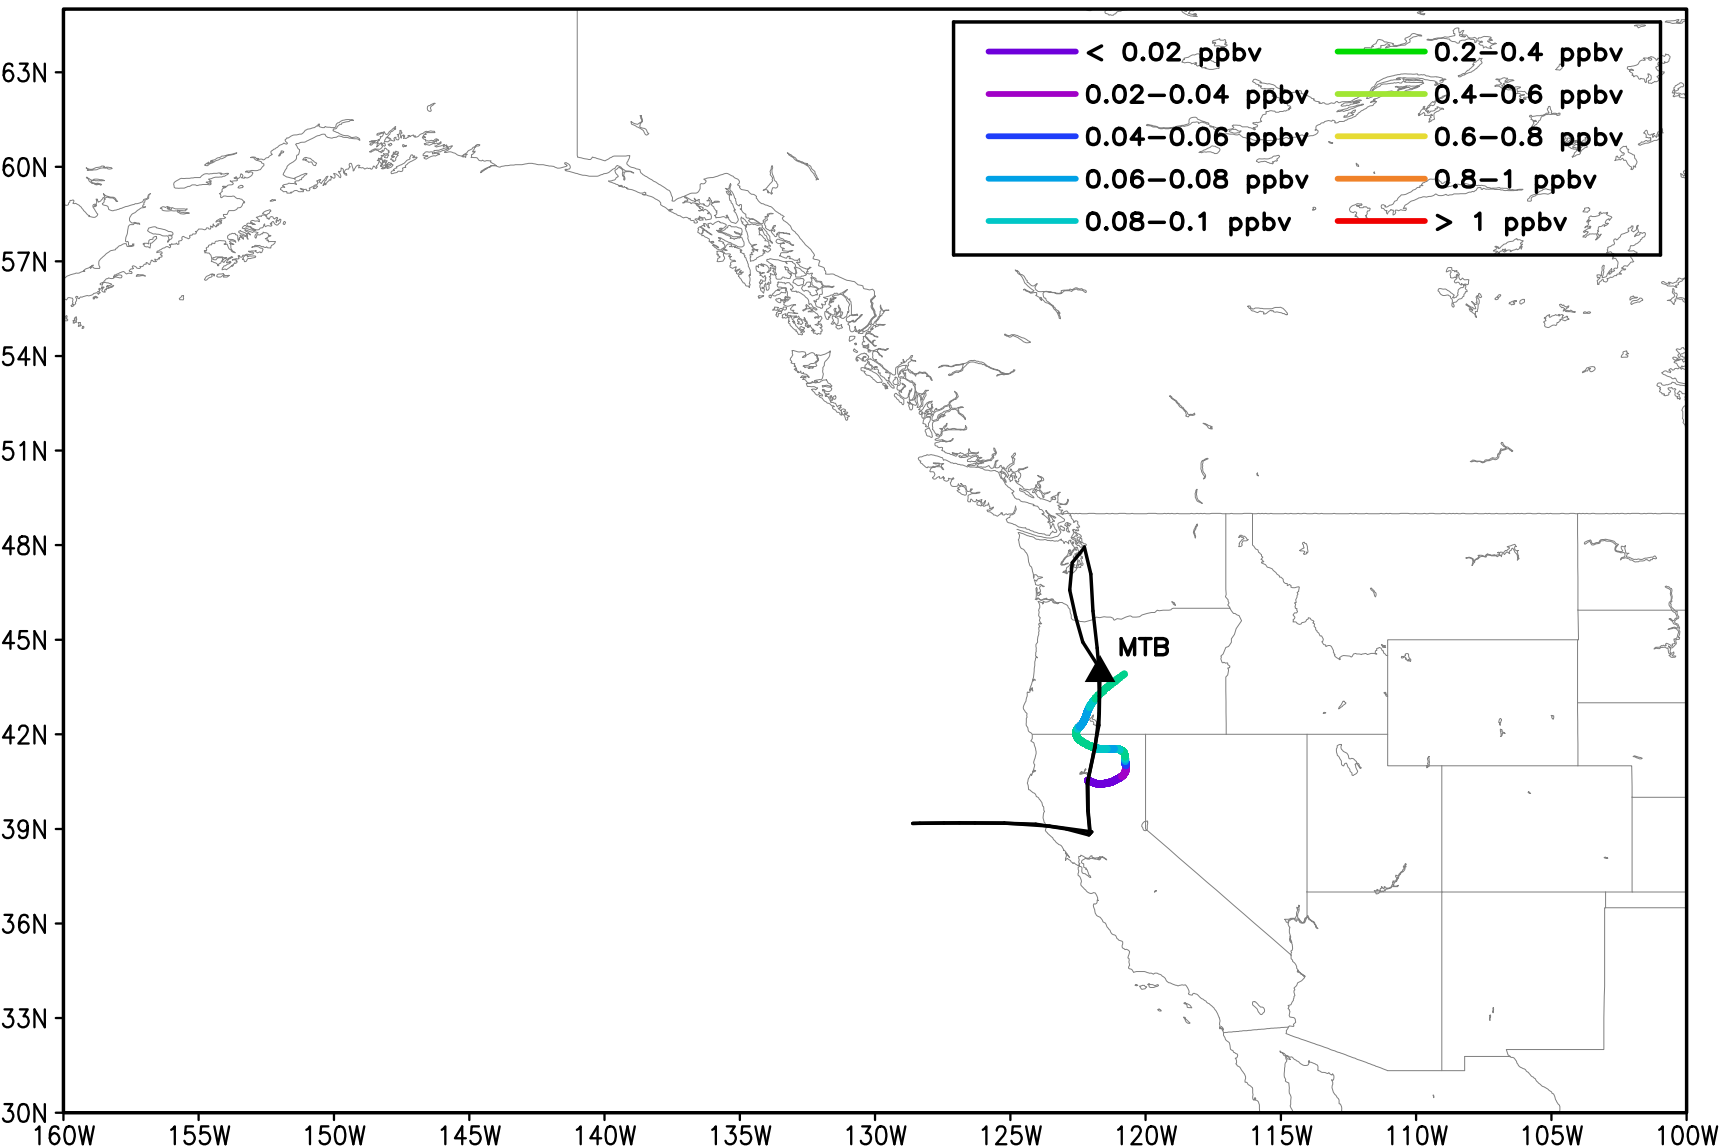 < 0.02 ppbv
0.02-0.04 ppbv
0.04-0.06 ppbv
0.06-0.08 ppbv
0.08-0.1 ppbv
0.2-0.4 ppbv
0.4-0.6 ppbv
0.6-0.8 ppbv
0.8-1 ppbv
> 1 ppbv
63N
60N
57N
54N
51N
48N
45N
42N
39N
36N
33N
30N
MTB
160W 155W 150W 145W 140W 135W 130W 125W 120W 115W 110W 105W 100W